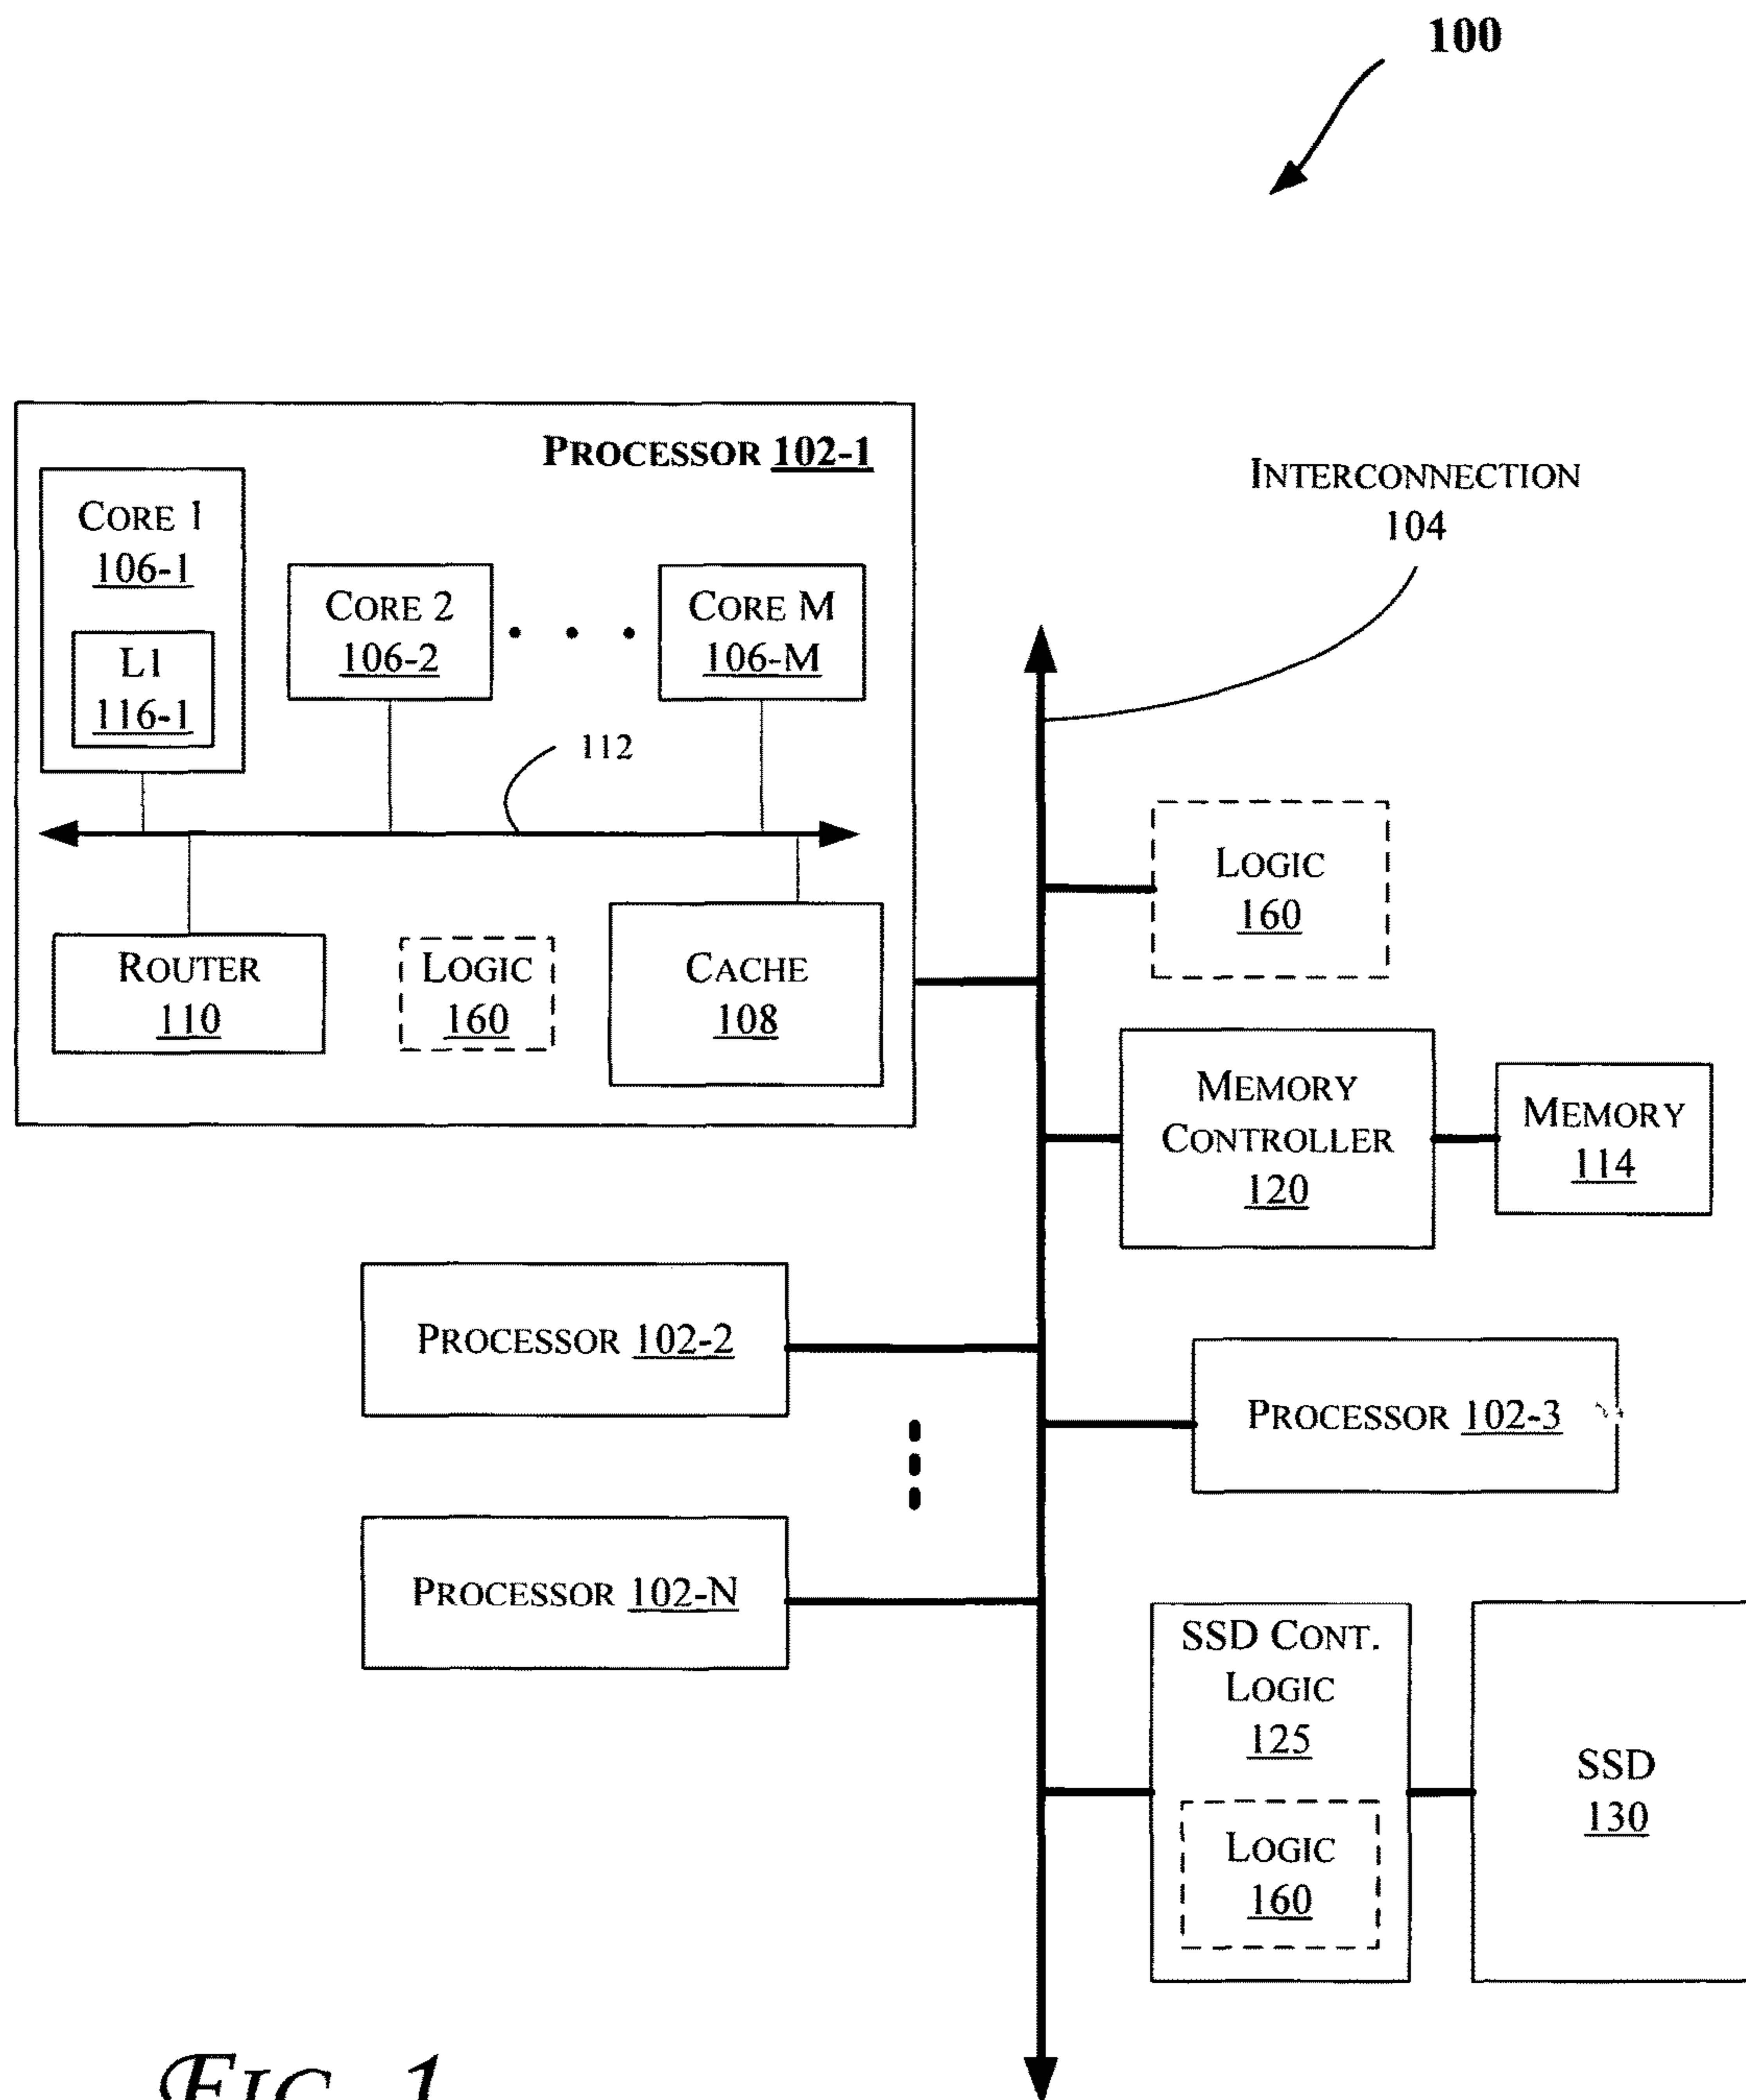 100
PROCESSOR 102-1
CORE 1
106-1
L1
116-1
CORE 2
106-2
CORE M
106-M
112
ROUTER
110
LOGIC
160
CACHE
108
INTERCONNECTION
104
LOGIC
160
MEMORY
CONTROLLER
120
MEMORY
114
PROCESSOR 102-2
PROCESSOR 102-3
PROCESSOR 102-N
SSD CONT.
LOGIC
125
LOGIC
160
SSD
130
FIG. 1